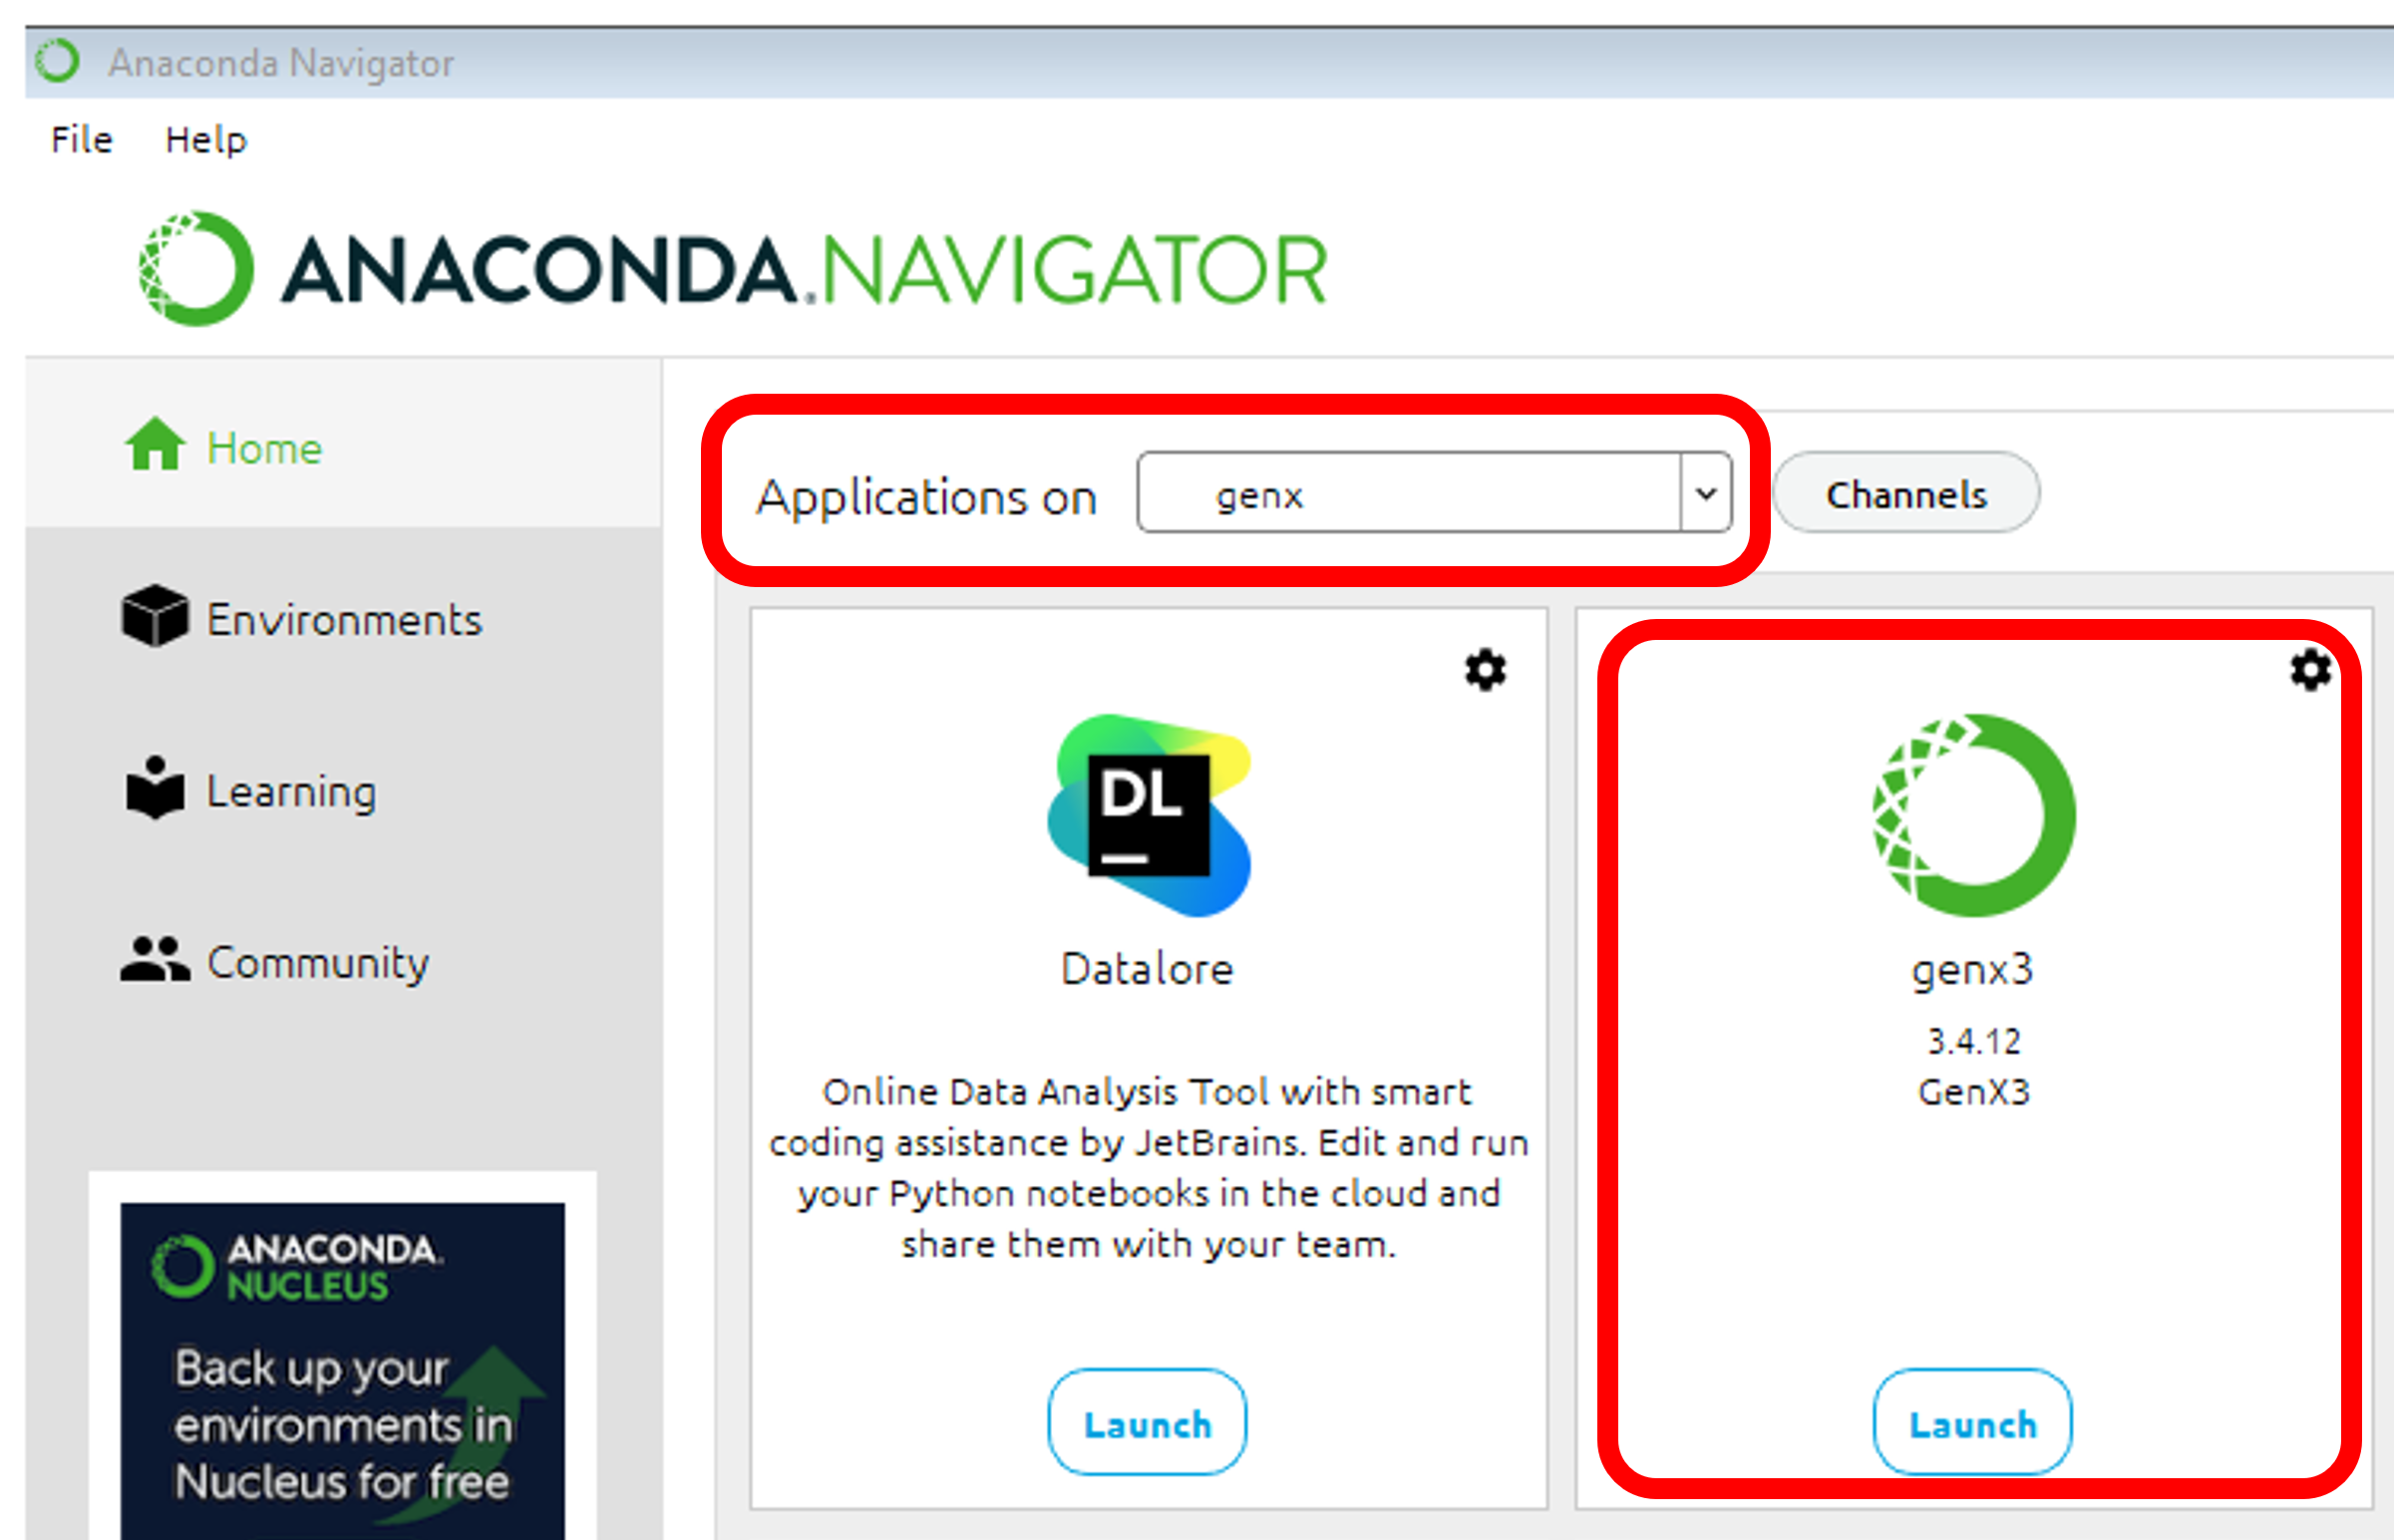 Anaconda Navigator
File Help
ANACONDA.NAVIGATOR
Home
Applications on genx Channels
Environments
Learning
Community
DL
Datalore
Online Data Analysis Tool with smart
coding assistance by JetBrains. Edit and run
your Python notebooks in the cloud and
share them with your team.
Launch
genx3
3.4.12
GenX3
Launch
ANACONDA.
NUCLEUS
Back up your
environments in
Nucleus for free